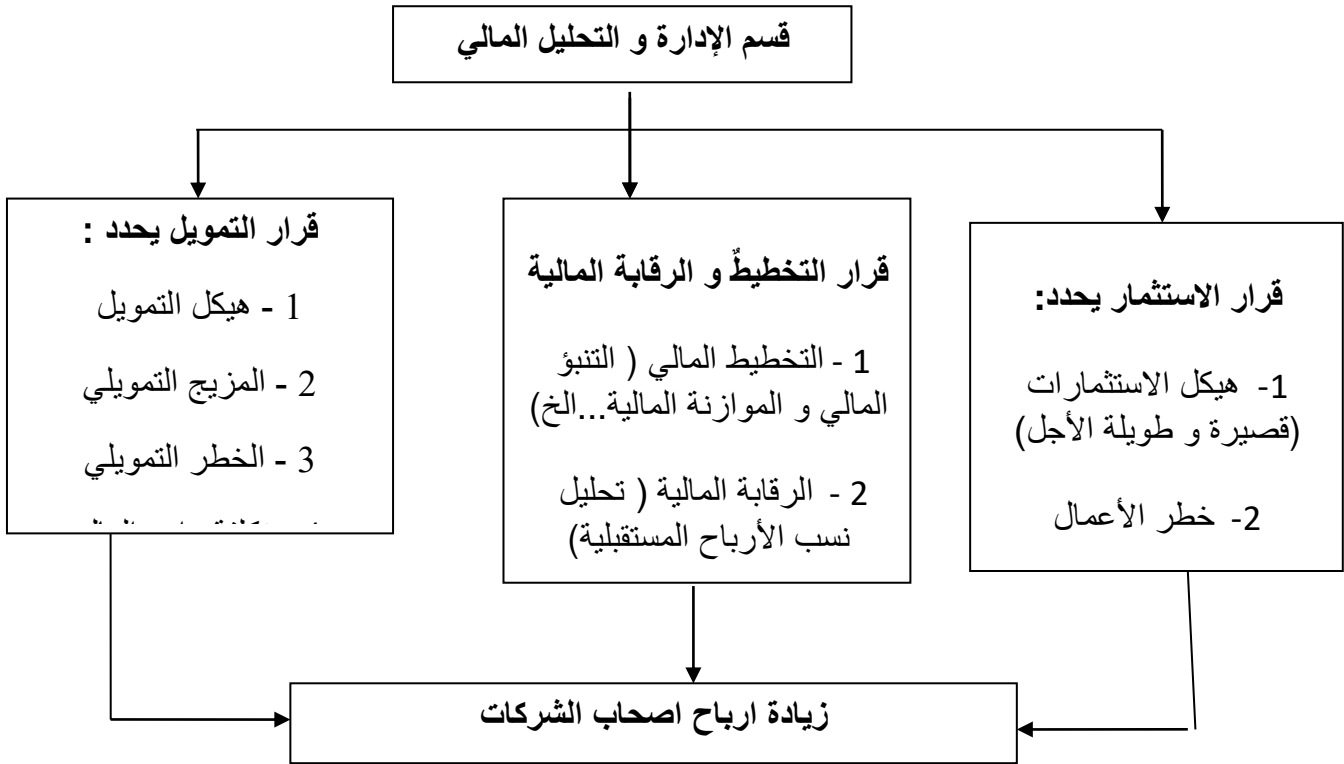 قسم الإدارة و التحليل المالي
قرار الاستثمار يحدد:
1- هيكل الاستثمارات
(قصيرة و طويلة الأجل)
2- خطر الأعمال
قرار التخطيطٌ و الرقابة المالية
1 - التخطيط المالي ( التنبؤ
المالي و الموازنة المالية...الخ)
2 - الرقابة المالية ( تحليل
نسب الأرباح المستقبلية)
قرار التمويل يحدد :
1 - هيكل التمويل
2 - المزيج التمويلي
3 - الخطر التمويلي
زيادة ارباح اصحاب الشركات